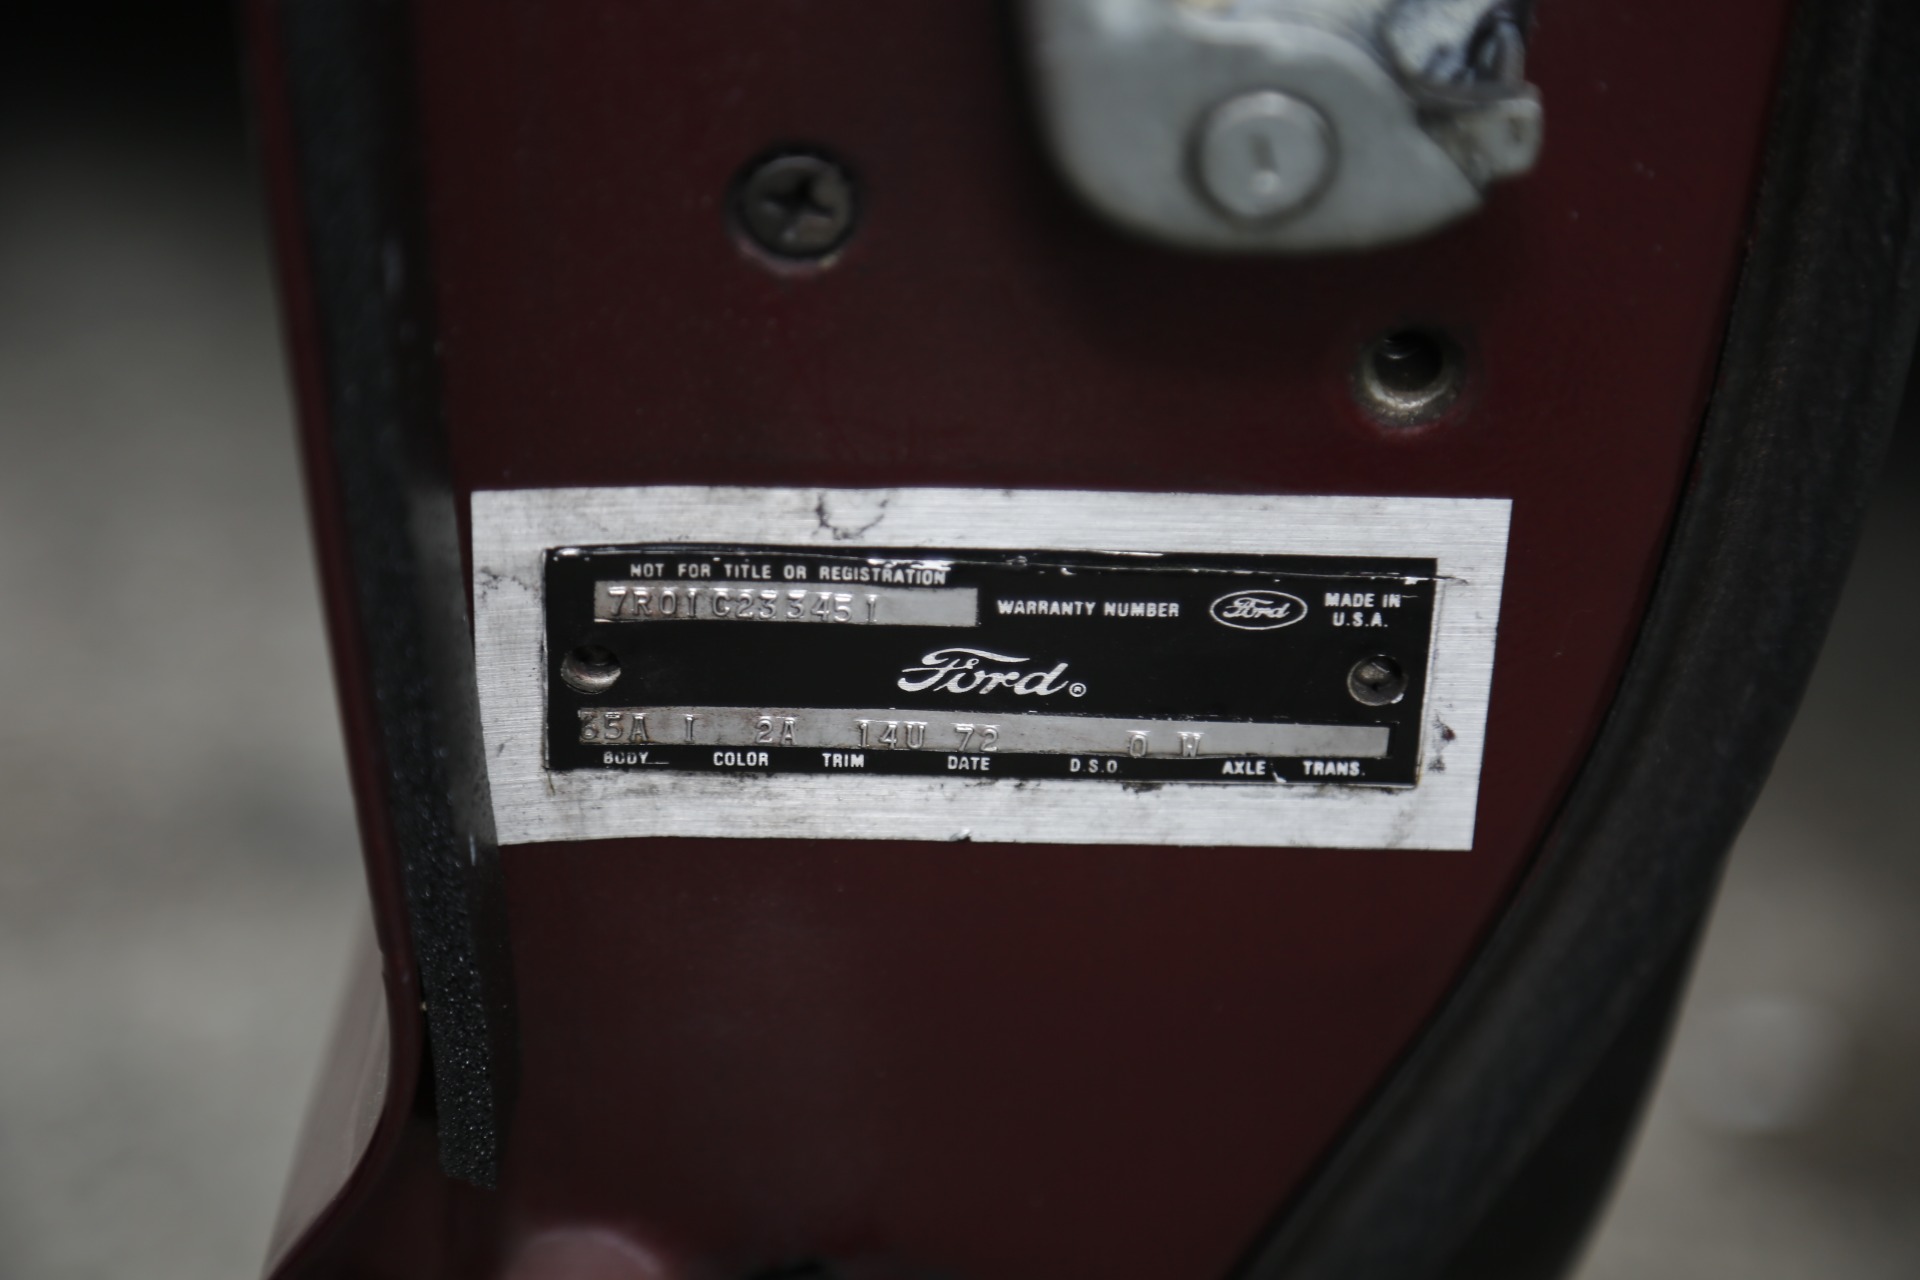 NOT FOR TITLE OR REGISTRATION
7R01C233451 WARRANTY NUMBER Ford MADE IN U.S.A.
Ford®
65A I 2A 14U 72 0 W
BODY COLOR TRIM DATE D.S.O. AXLE TRANS.